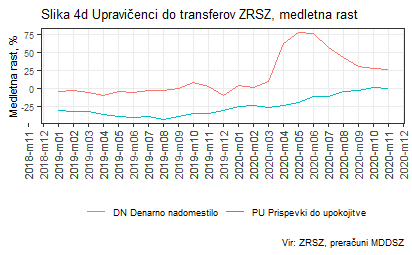 Slika 4d Upravičenci do transferov ZRSZ, medletna rast
Medletna rast, %
75
50
25
0
-25
2018-m11
2018-m12
2019-m01
2019-m02
2019-m03
2019-m04
2019-m05
2019-m06
2019-m07
2019-m08
2019-m09
2019-m10
2019-m11
2019-m12
2020-m01
2020-m02
2020-m03
2020-m04
2020-m05
2020-m06
2020-m07
2020-m08
2020-m09
2020-m10
2020-m11
2020-m12
DN Denarno nadomestilo
PU Prispevki do upokojitve
Vir: ZRSZ, preračuni MDDSZ